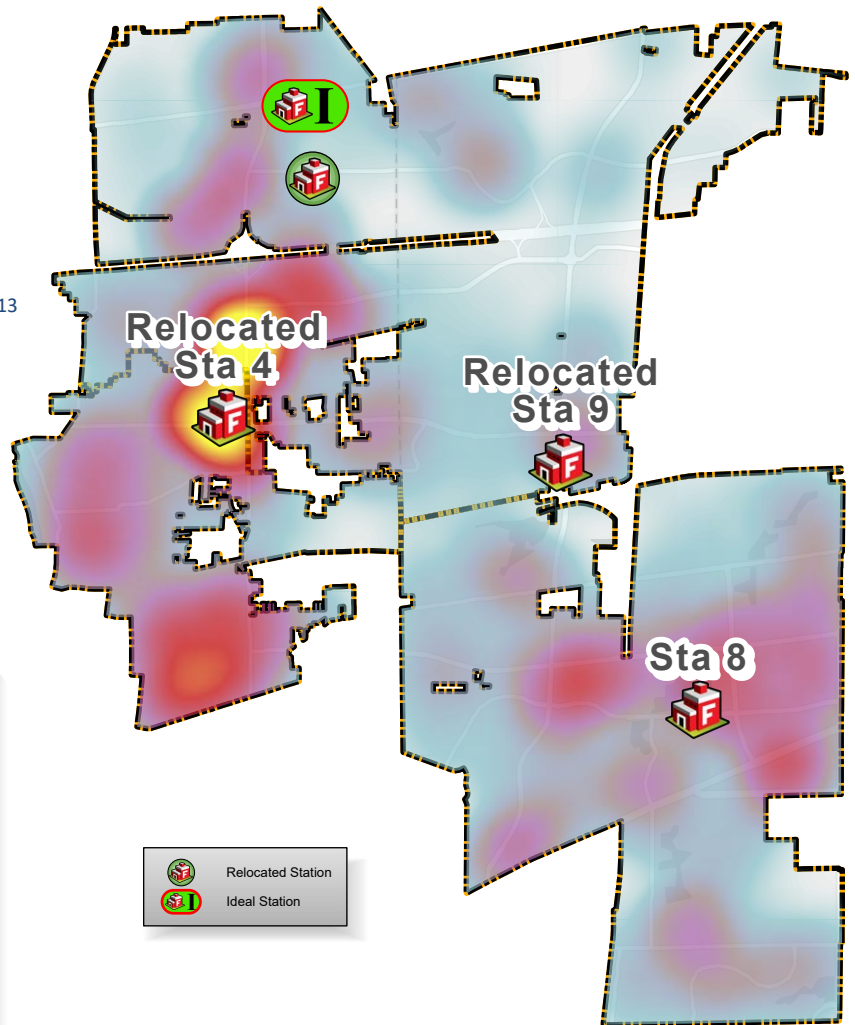 I
13
Relocated
Sta 4
Relocated
Sta 9
Sta 8
Relocated Station
I Ideal Station